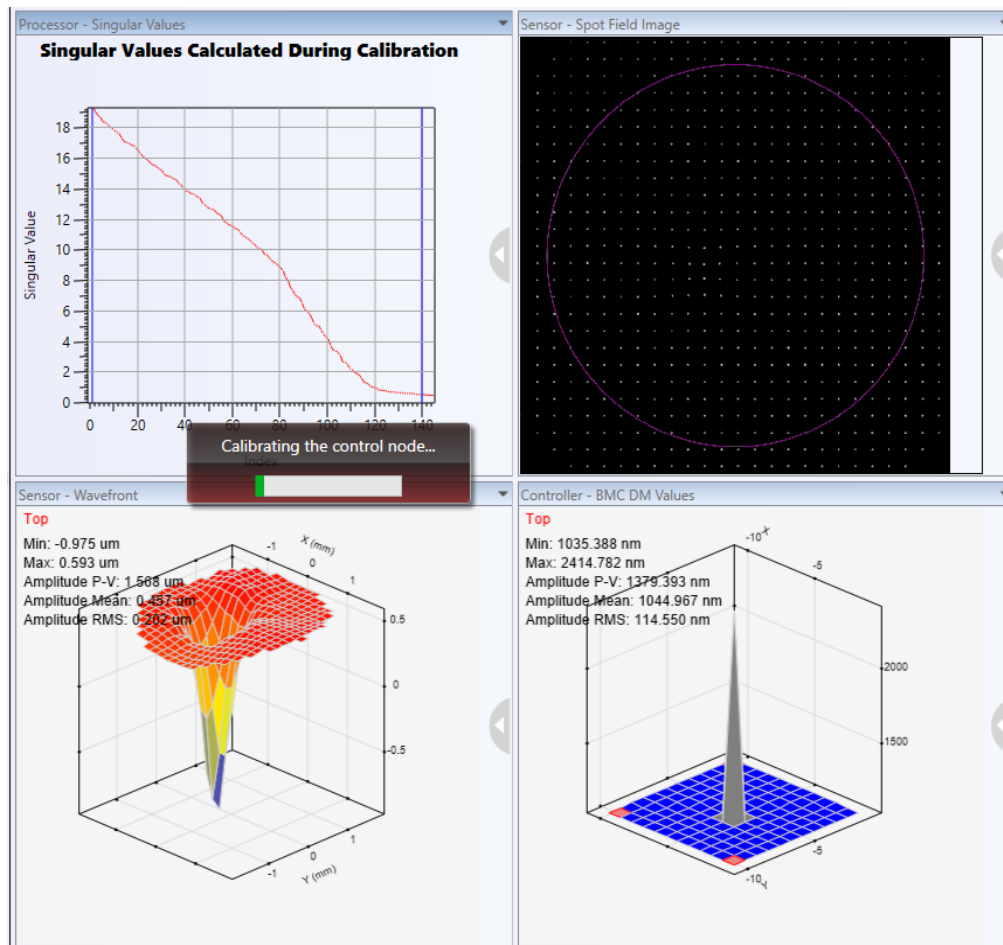 Processor - Singular Values
Singular Values Calculated During Calibration
18
16
14
12
10
8
6
4
2
0
Singular Value
0
20
40
60
80
100
120
140
Index
Calibrating the control node...
Sensor - Spot Field Image
Sensor - Wavefront
Top
Min: -0.975 um
Max: 0.593 um
Amplitude P-V: 1.568 um
Amplitude Mean: 0.457 um
Amplitude RMS: 0.202 um
X (mm)
-1
0
1
0.5
0
-0.5
1
0
-1
Y (mm)
Controller - BMC DM Values
Top
Min: 1035.388 nm
Max: 2414.782 nm
Amplitude P-V: 1379.393 nm
Amplitude Mean: 1044.967 nm
Amplitude RMS: 114.550 nm
-10
X
-5
2000
1500
-5
-10
Y